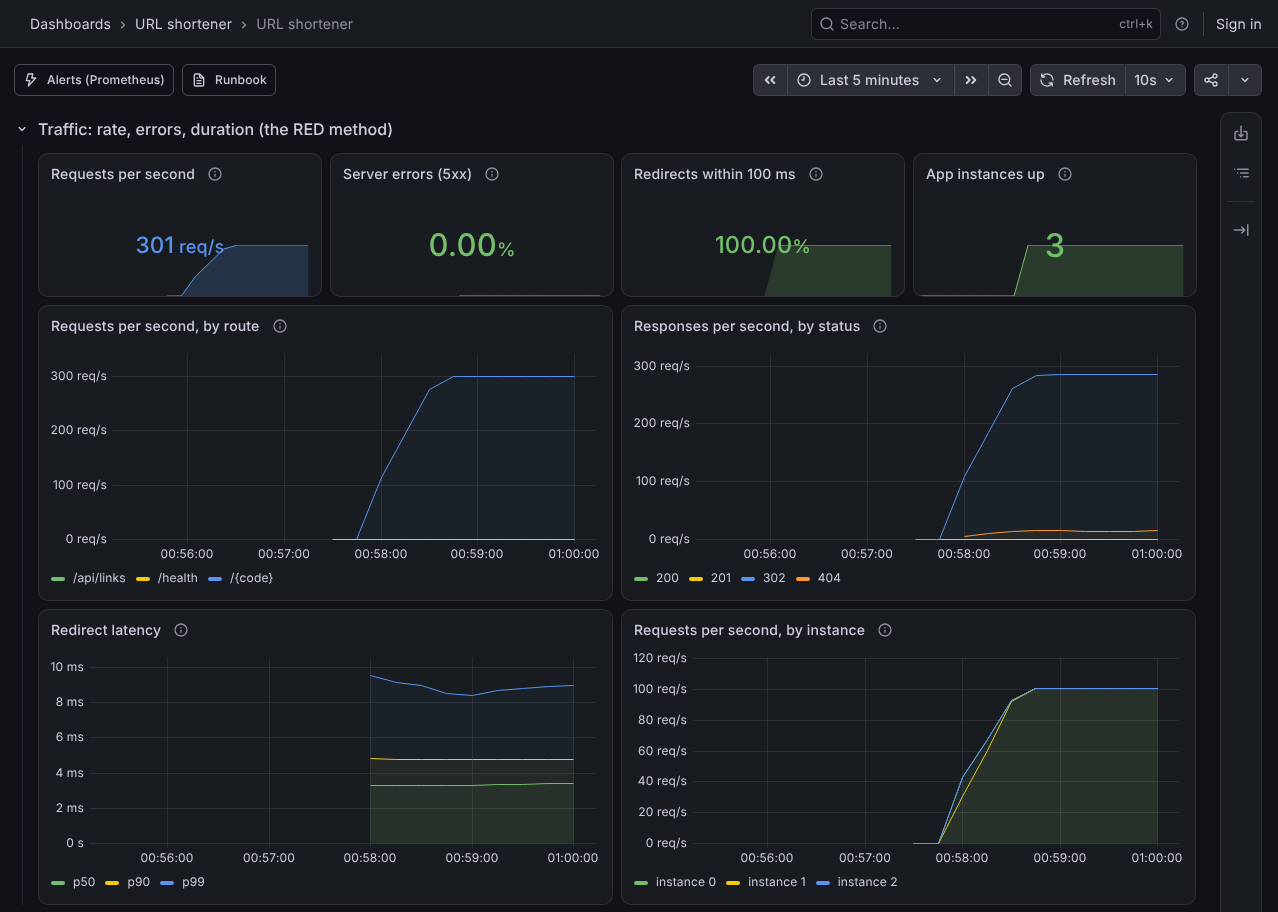 Dashboards › URL shortener › URL shortener
Search... ctrl+k
Sign in
Alerts (Prometheus) Runbook
Last 5 minutes Refresh 10s
Traffic: rate, errors, duration (the RED method)
Requests per second
301 req/s
Server errors (5xx)
0.00%
Redirects within 100 ms
100.00%
App instances up
3
Requests per second, by route
300 req/s
200 req/s
100 req/s
0 req/s
00:56:00 00:57:00 00:58:00 00:59:00 01:00:00
/api/links /health /{code}
Responses per second, by status
300 req/s
200 req/s
100 req/s
0 req/s
00:56:00 00:57:00 00:58:00 00:59:00 01:00:00
200 201 302 404
Redirect latency
10 ms
8 ms
6 ms
4 ms
2 ms
0 s
00:56:00 00:57:00 00:58:00 00:59:00 01:00:00
p50 p90 p99
Requests per second, by instance
120 req/s
100 req/s
80 req/s
60 req/s
40 req/s
20 req/s
0 req/s
00:56:00 00:57:00 00:58:00 00:59:00 01:00:00
instance 0 instance 1 instance 2